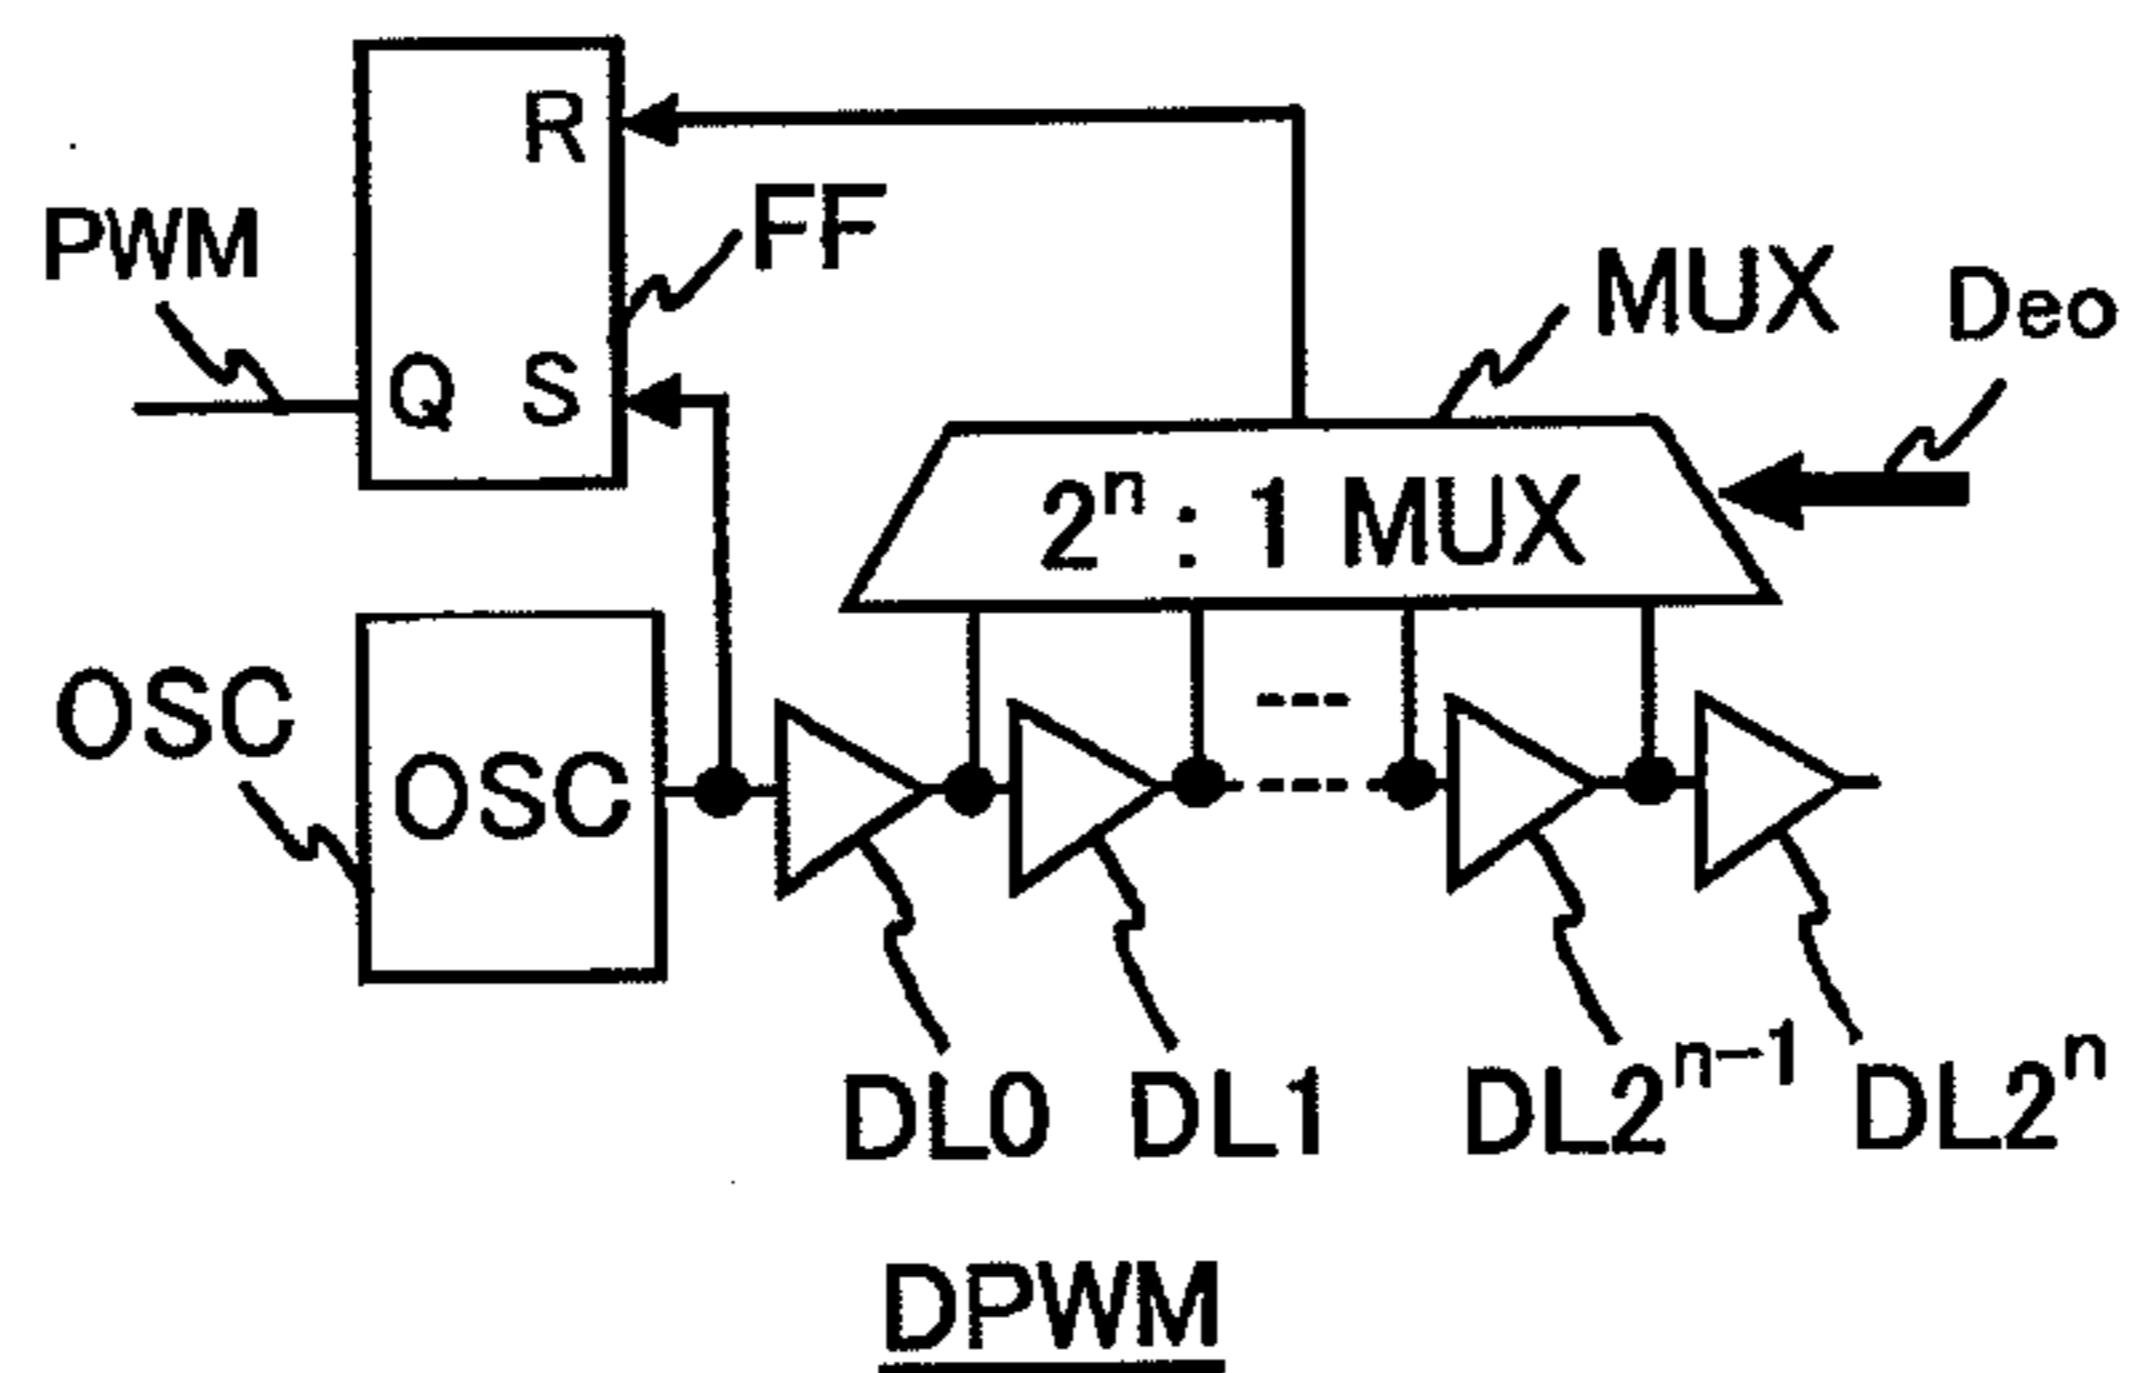 R
PWM
FF
MUX
Deo
Q S
2ⁿ : 1 MUX
OSC
OSC
DL0 DL1 DL2ⁿ⁻¹ DL2ⁿ
DPWM